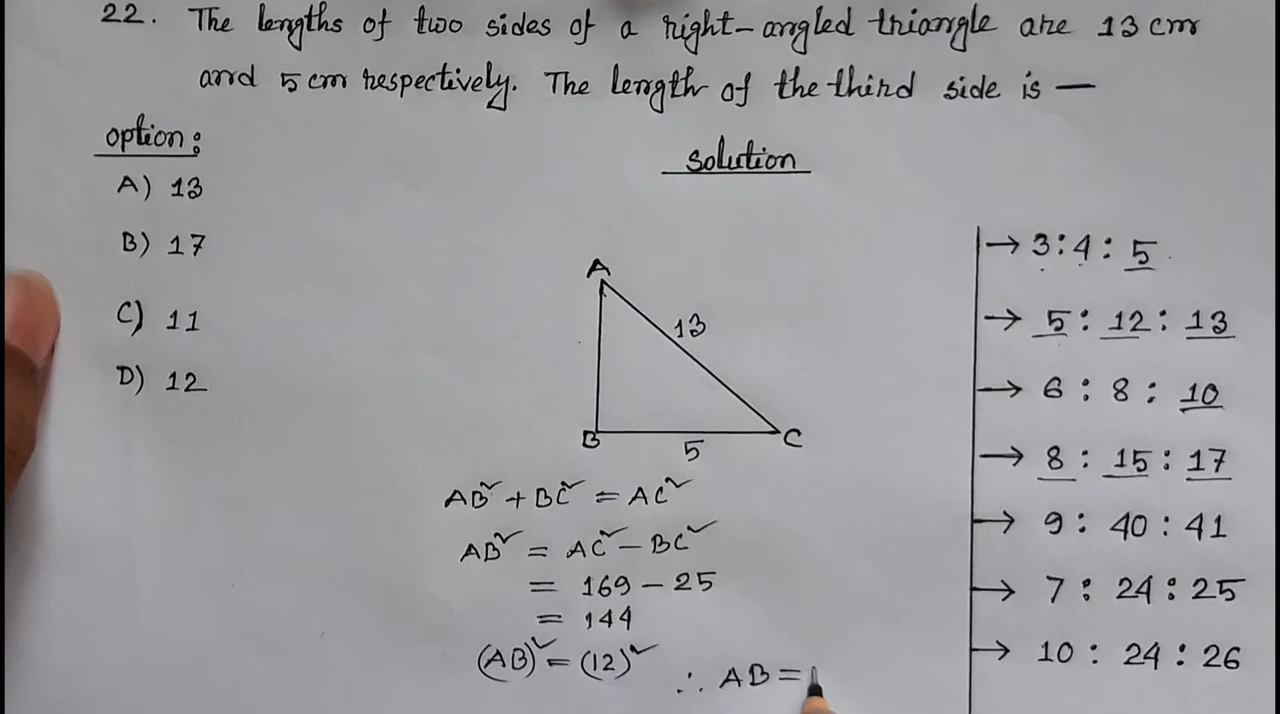 22. The lengths of two sides of a right-angled triangle are 13 cm
and 5 cm respectively. The length of the third side is —
option:
A) 13
B) 17
C) 11
D) 12
Solution
A
13
B
5
C
AB² + BC² = AC²
AB² = AC² - BC²
= 169 - 25
= 144
(AB)² = (12)²
∴ AB =
→ 3:4:5
→ 5:12:13
→ 6:8:10
→ 8:15:17
→ 9:40:41
→ 7:24:25
→ 10:24:26